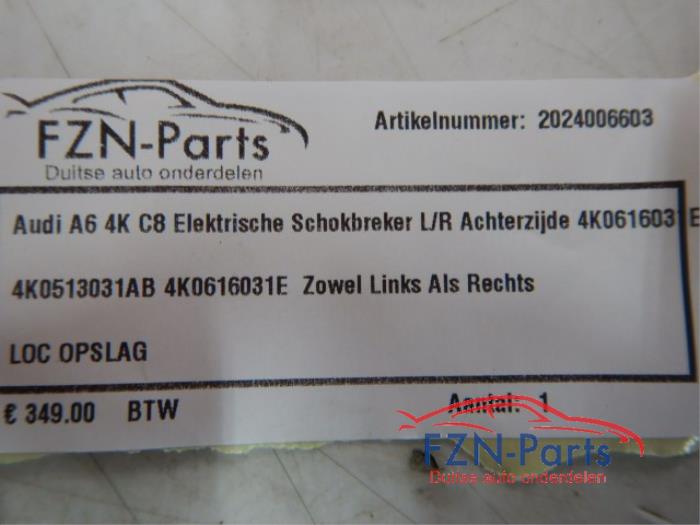 FZN-Parts
Duitse auto onderdelen
Artikelnummer: 2024006603
Audi A6 4K C8 Elektrische Schokbreker L/R Achterzijde 4K0616031E
4K0513031AB 4K0616031E Zowel Links Als Rechts
LOC OPSLAG
€ 349.00 BTW Aantal: 1
FZN-Parts
Duitse auto onderdelen